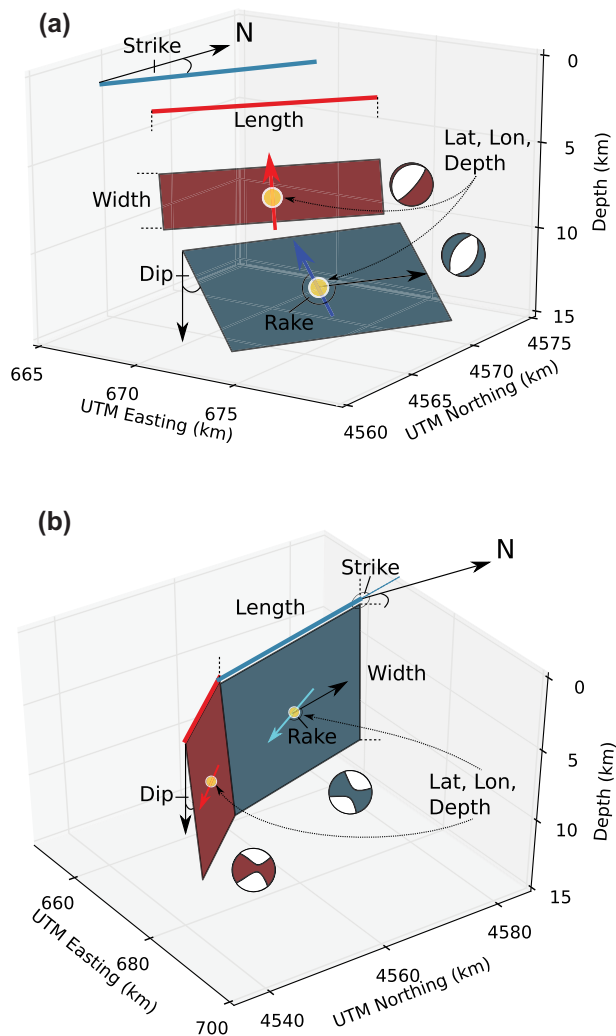 (a)
N
Strike
0
Length
Lat, Lon,
Depth
5
Width
Depth (km)
10
Dip
Rake
15
665
4575
670
4570
675
4565
UTM Easting (km)
UTM Northing (km)
4560
(b)
N
Strike
Length
Width
0
Rake
5
Dip
Lat, Lon,
Depth
Depth (km)
10
15
660
4580
680
4560
UTM Easting (km)
UTM Northing (km)
700
4540